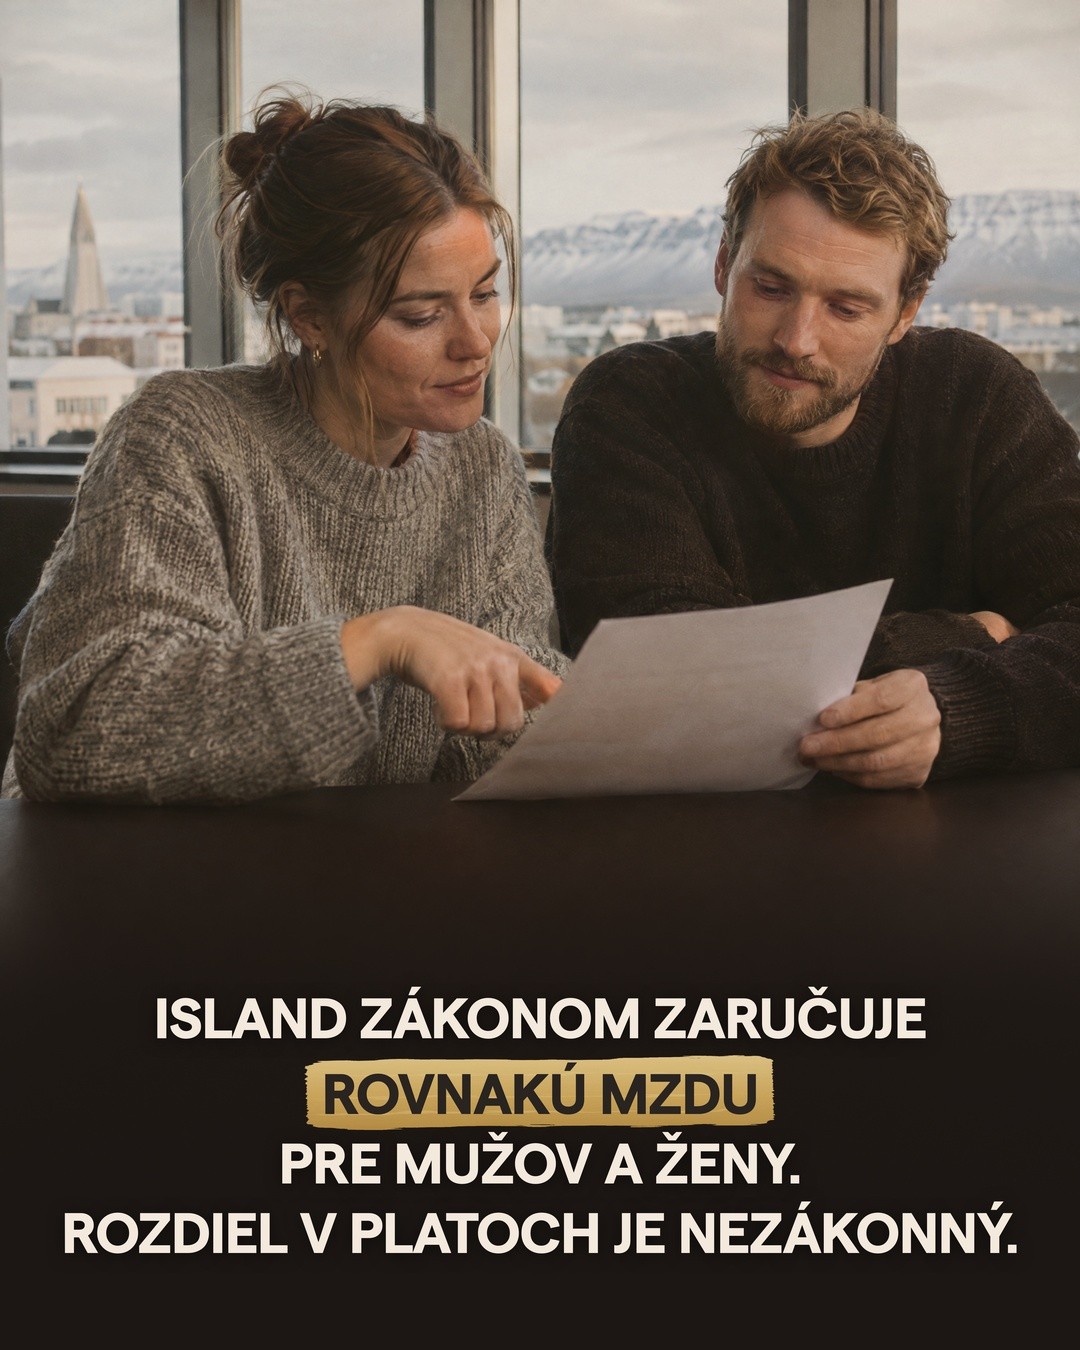 ISLAND ZÁKONOM ZARUČUJE
ROVNAKÚ MZDU
PRE MUŽOV A ŽENY.
ROZDIEL V PLATOCH JE NEZÁKONNÝ.